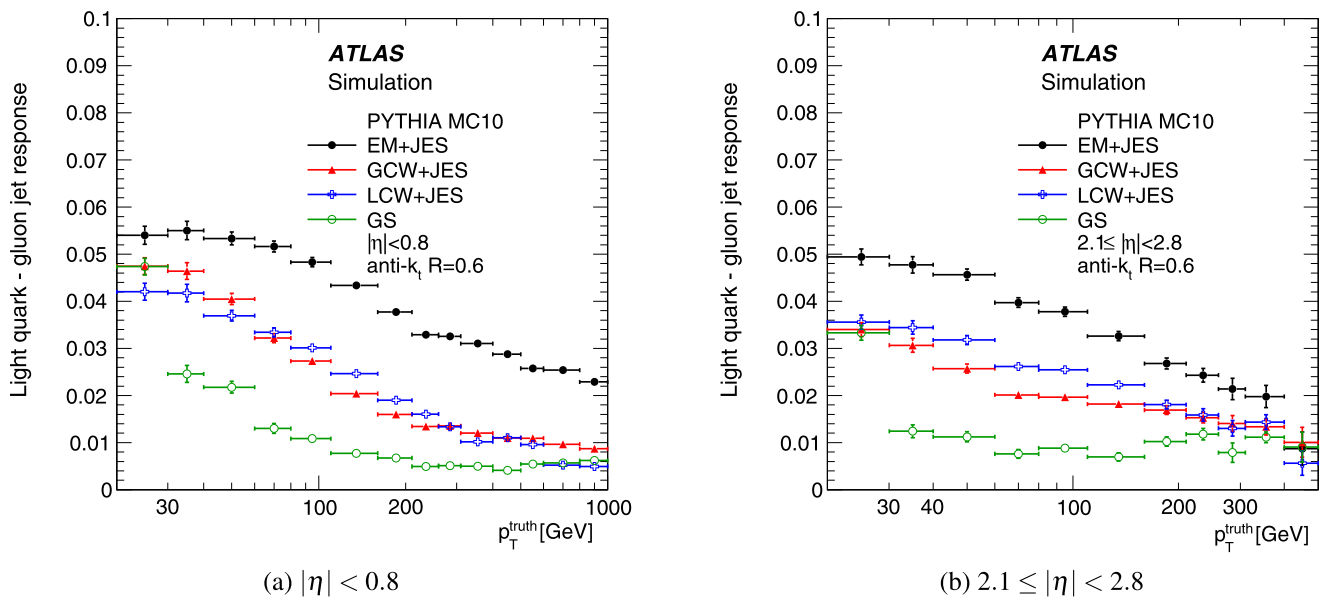 0.1
0.09
0.08
0.07
0.06
0.05
0.04
0.03
0.02
0.01
0
Light quark - gluon jet response
ATLAS
Simulation
PYTHIA MC10
EM+JES
GCW+JES
LCW+JES
GS
|η|<0.8
anti-k_t R=0.6
30 100 200 1000
p_T^truth [GeV]
(a) |η| < 0.8
0.1
0.09
0.08
0.07
0.06
0.05
0.04
0.03
0.02
0.01
0
Light quark - gluon jet response
ATLAS
Simulation
PYTHIA MC10
EM+JES
GCW+JES
LCW+JES
GS
2.1≤ |η|<2.8
anti-k_t R=0.6
30 40 100 200 300
p_T^truth [GeV]
(b) 2.1 ≤ |η| < 2.8